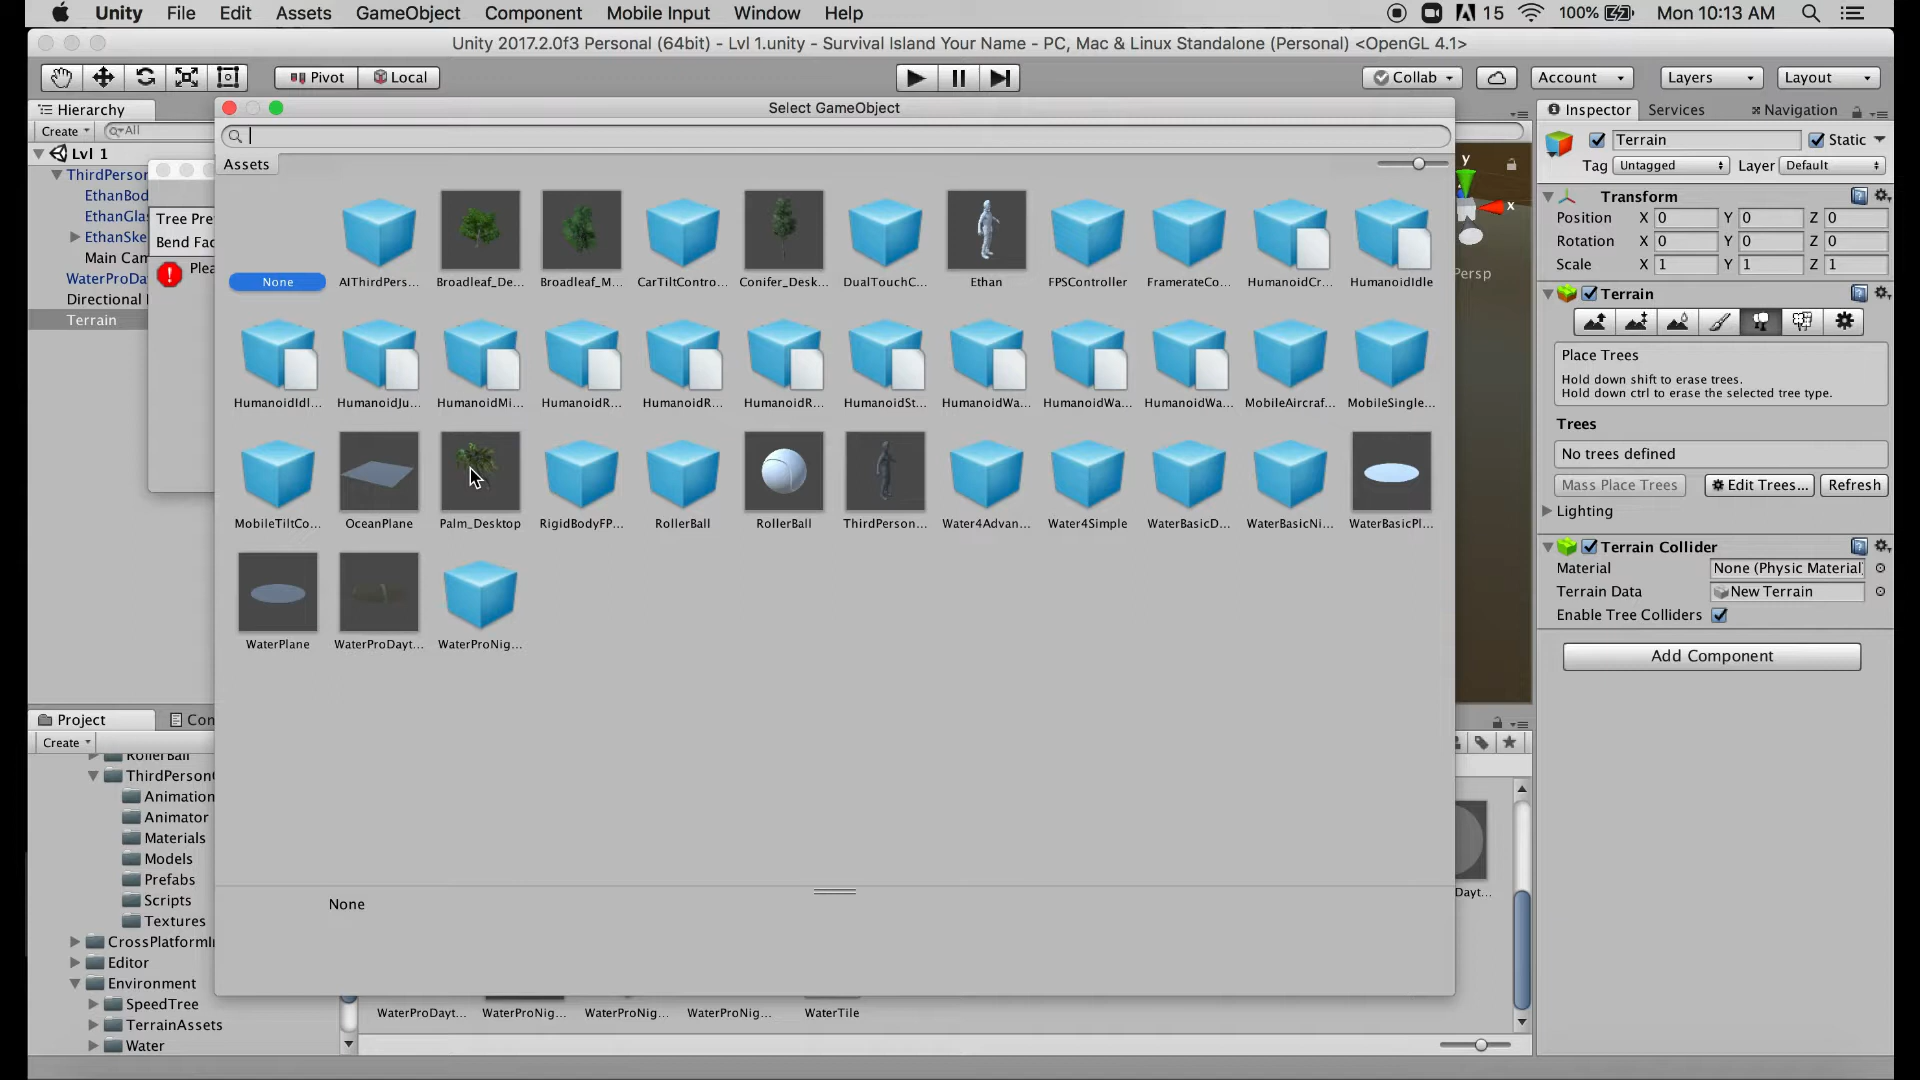 Unity File Edit Assets GameObject Component Mobile Input Window Help 15 100% Mon 10:13 AM
Unity 2017.2.0f3 Personal (64bit) - Lvl 1.unity - Survival Island Your Name - PC, Mac & Linux Standalone (Personal) <OpenGL 4.1>
Pivot Local Collab Account Layers Layout
Hierarchy
Create All
Lvl 1
ThirdPerson
EthanBod
EthanGlas
EthanSke
Main Cam
WaterProDa
Directional
Terrain
Tree Pre
Bend Fac
Plea
Select GameObject
Assets
None AIThirdPers... Broadleaf_De... Broadleaf_M... CarTiltContro... Conifer_Desk... DualTouchC... Ethan FPSController FramerateCo... HumanoidCr... HumanoidIdle
HumanoidIdl... HumanoidJu... HumanoidMi... HumanoidR... HumanoidR... HumanoidR... HumanoidSt... HumanoidWa... HumanoidWa... HumanoidWa... MobileAircraf... MobileSingle...
MobileTiltCo... OceanPlane Palm_Desktop RigidBodyFP... RollerBall RollerBall ThirdPerson... Water4Advan... Water4Simple WaterBasicD... WaterBasicNi... WaterBasicPl...
WaterPlane WaterProDayt... WaterProNig...
None
y
x
Persp
Inspector Services Navigation
Terrain Static
Tag Untagged Layer Default
Transform
Position X 0 Y 0 Z 0
Rotation X 0 Y 0 Z 0
Scale X 1 Y 1 Z 1
Terrain
Place Trees
Hold down shift to erase trees.
Hold down ctrl to erase the selected tree type.
Trees
No trees defined
Mass Place Trees Edit Trees... Refresh
Lighting
Terrain Collider
Material None (Physic Material
Terrain Data New Terrain
Enable Tree Colliders
Add Component
Project Con
Create
RollerBall
ThirdPerson
Animation
Animator
Materials
Models
Prefabs
Scripts
Textures
CrossPlatformI
Editor
Environment
SpeedTree
TerrainAssets
Water
Dayt...
WaterProDayt... WaterProNig... WaterProNig... WaterProNig... WaterTile